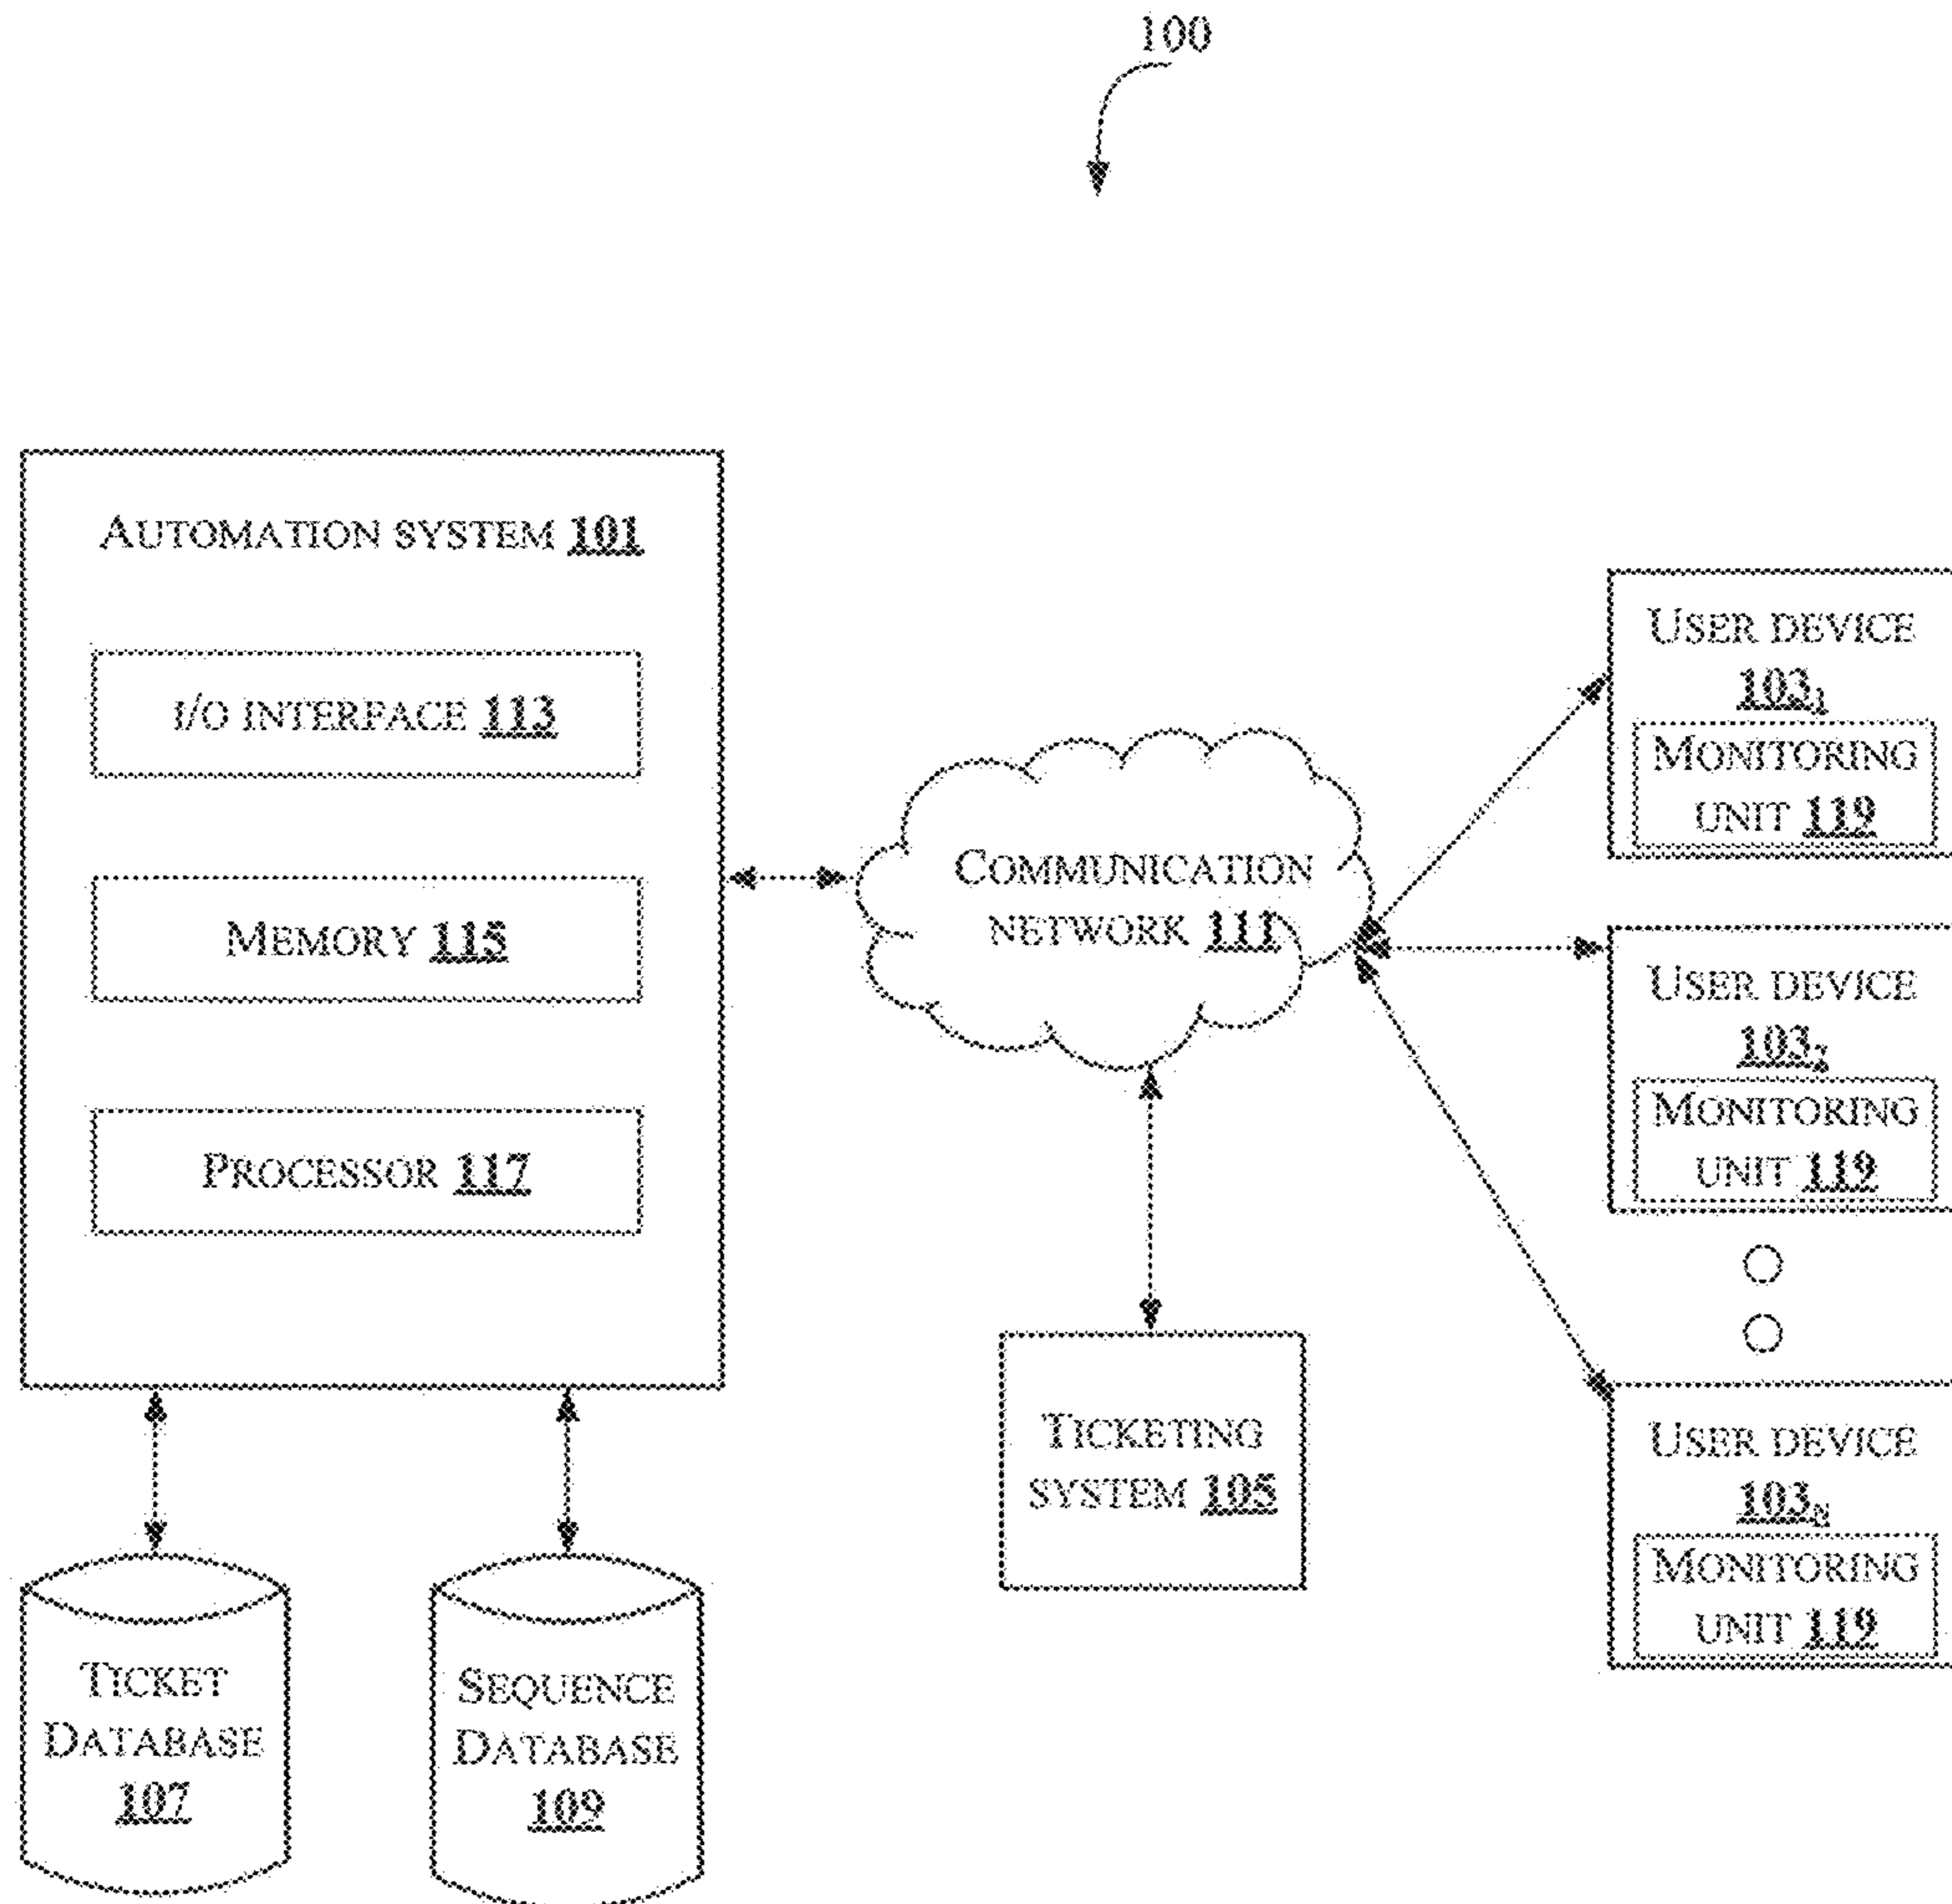 100
AUTOMATION SYSTEM 101
I/O INTERFACE 113
MEMORY 115
PROCESSOR 117
COMMUNICATION
NETWORK 111
USER DEVICE
103₁
MONITORING
UNIT 119
USER DEVICE
103₂
MONITORING
UNIT 119
USER DEVICE
103ₙ
MONITORING
UNIT 119
TICKETING
SYSTEM 105
TICKET
DATABASE
107
SEQUENCE
DATABASE
109